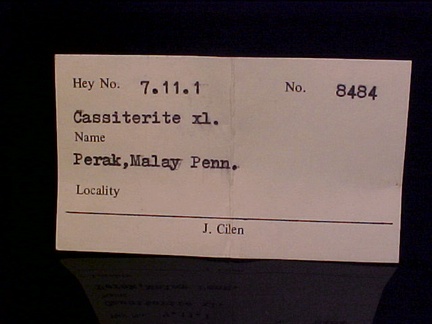 Hey No. 7.11.1 No. 8484
Cassiterite xl.
Name
Perak,Malay Penn.
Locality
J. Cilen